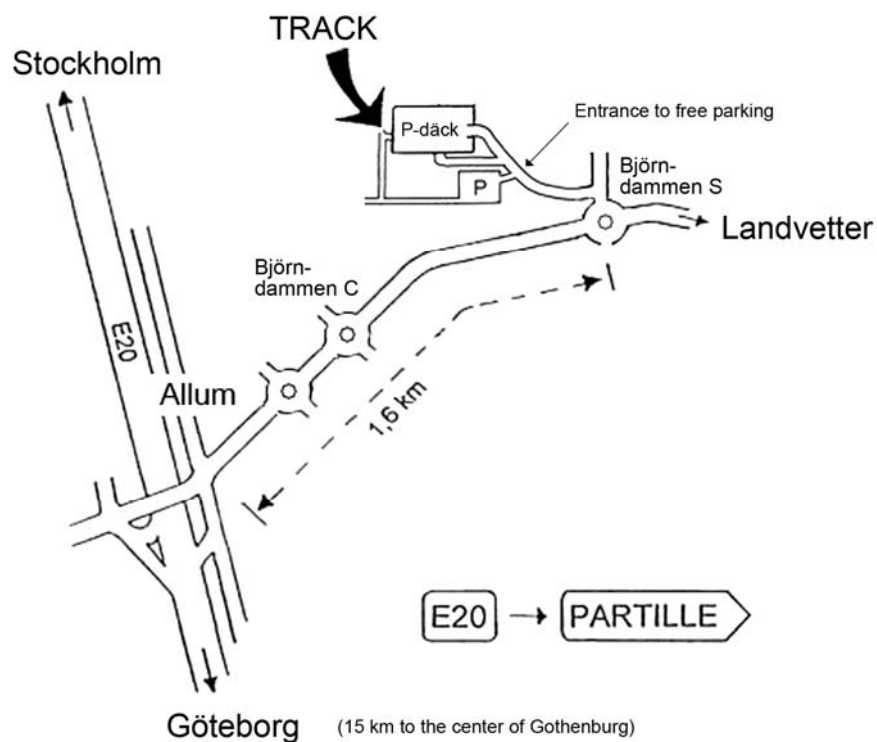 TRACK
Stockholm
P-däck
Entrance to free parking
Björn-
dammen S
P
Landvetter
Björn-
dammen C
E20
Allum
1,6 km
E20
PARTILLE
Göteborg
(15 km to the center of Gothenburg)